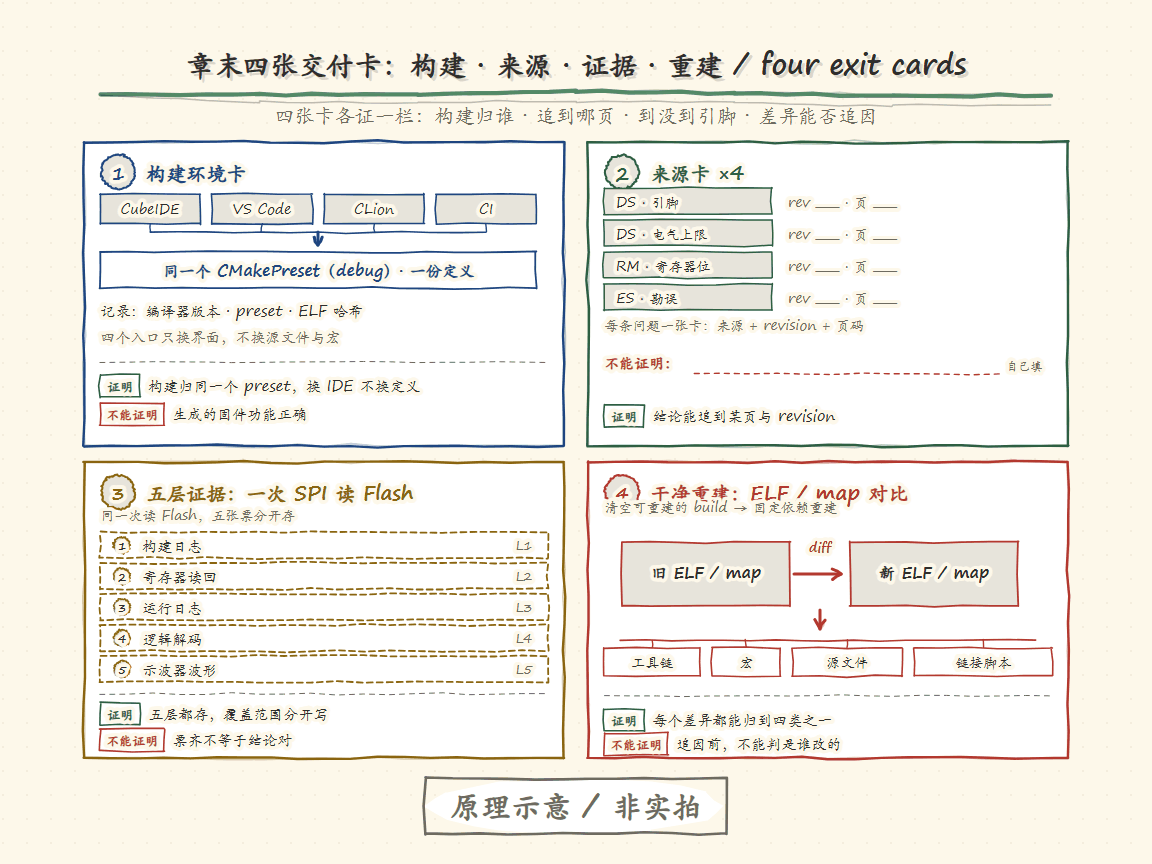 章末四张交付卡：构建 · 来源 · 证据 · 重建 / four exit cards
四张卡各证一栏：构建归谁 · 追到哪页 · 到没到引脚 · 差异能否追因
1 构建环境卡
CubeIDE VS Code CLion CI
同一个 CMakePreset (debug) · 一份定义
记录：编译器版本 · preset · ELF 哈希
四个入口只换界面，不换源文件与宏
证明 构建归同一个 preset，换 IDE 不换定义
不能证明 生成的固件功能正确
2 来源卡 ×4
DS · 引脚 rev ___ · 页 ___
DS · 电气上限 rev ___ · 页 ___
RM · 寄存器位 rev ___ · 页 ___
ES · 勘误 rev ___ · 页 ___
每条问题一张卡：来源 + revision + 页码
不能证明： 自己填
证明 结论能追到某页与 revision
3 五层证据：一次 SPI 读 Flash
同一次读 Flash，五张票分开存
1 构建日志 L1
2 寄存器读回 L2
3 运行日志 L3
4 逻辑解码 L4
5 示波器波形 L5
证明 五层都存，覆盖范围分开写
不能证明 票齐不等于结论对
4 干净重建：ELF / map 对比
清空可重建的 build → 固定依赖重建
旧 ELF / map diff 新 ELF / map
工具链 宏 源文件 链接脚本
证明 每个差异都能归到四类之一
不能证明 追因前，不能判是谁改的
原理示意 / 非实拍